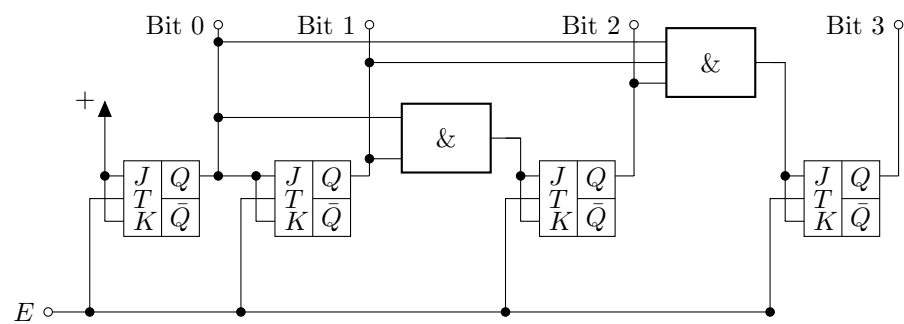 Bit 0 Bit 1 Bit 2 Bit 3
&
+
&
J Q J Q J Q J Q
T T T T
K Q̄ K Q̄ K Q̄ K Q̄
E